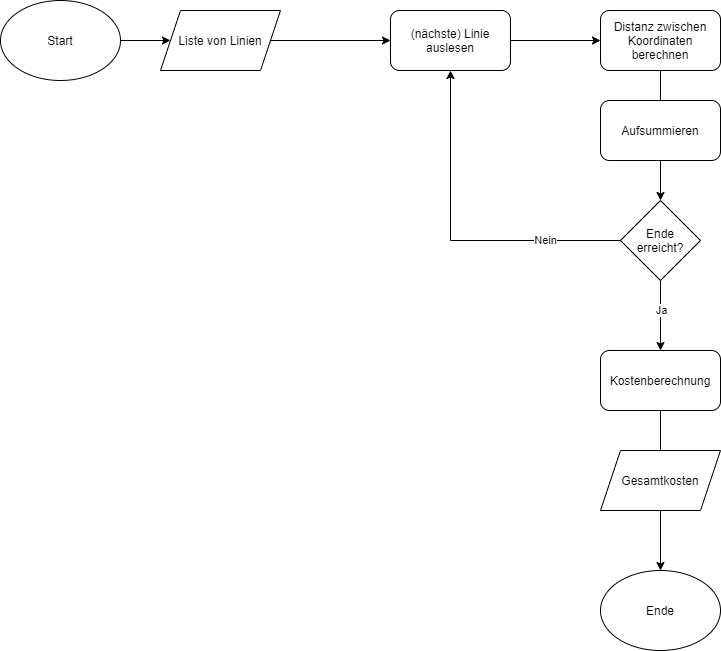 Start
Liste von Linien
(nächste) Linie
auslesen
Distanz zwischen
Koordinaten
berechnen
Aufsummieren
Ende
erreicht?
Nein
Ja
Kostenberechnung
Gesamtkosten
Ende